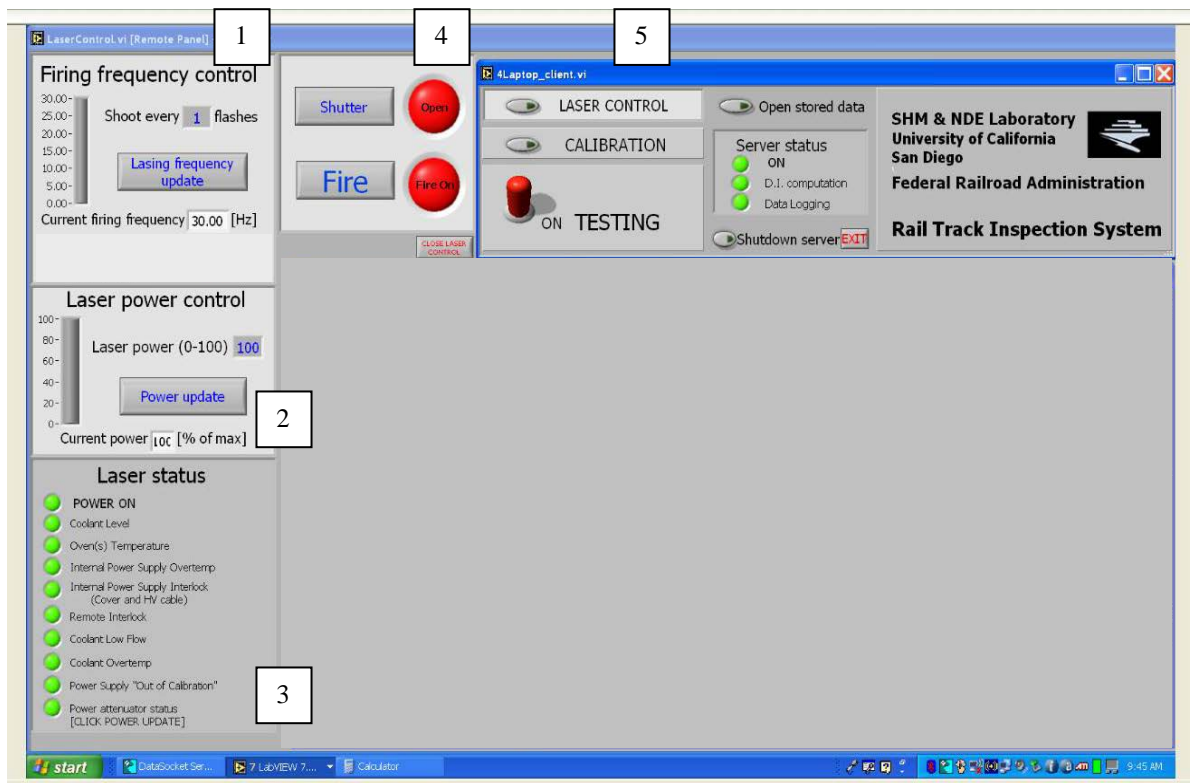 LaserControl.vi [Remote Panel]
1
4
5
Firing frequency control
30.00
25.00
20.00
15.00
10.00
5.00
0.00
Shoot every 1 flashes
Lasing frequency
update
Current firing frequency 30.00 [Hz]
Shutter
Open
Fire
Fire On
CLOSE LASER
CONTROL
4Laptop_client.vi
LASER CONTROL
CALIBRATION
ON TESTING
Open stored data
Server status
ON
D.I. computation
Data Logging
Shutdown server EXIT
SHM & NDE Laboratory
University of California
San Diego
Federal Railroad Administration
Rail Track Inspection System
Laser power control
100
80
60
40
20
0
Laser power (0-100) 100
Power update
2
Current power 100 [% of max]
Laser status
POWER ON
Coolant Level
Oven(s) Temperature
Internal Power Supply Overtemp
Internal Power Supply Interlock
(Cover and HV cable)
Remote Interlock
Coolant Low Flow
Coolant Overtemp
Power Supply "Out of Calibration"
Power attenuator status
[CLICK POWER UPDATE]
3
start
DataSocket Ser...
7 LabVIEW 7....
Calculator
9:45 AM